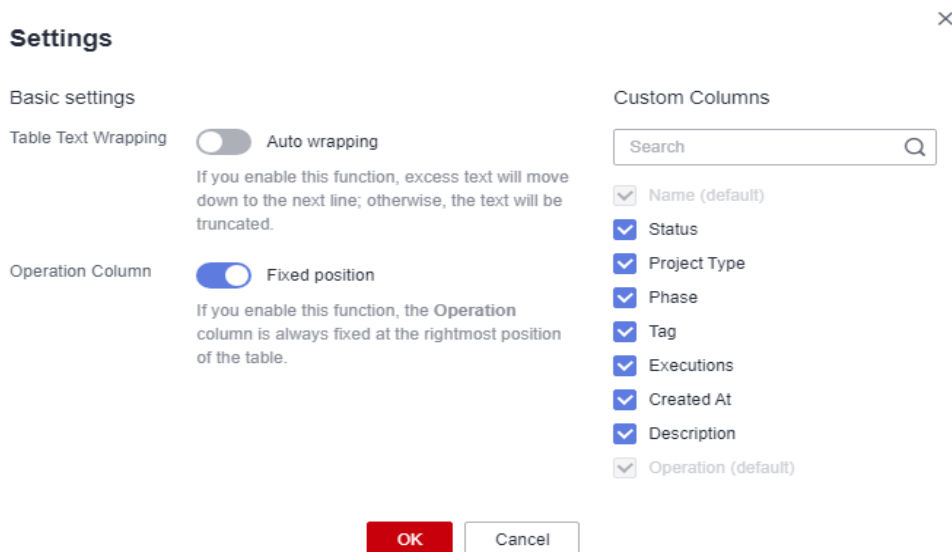 Settings
Basic settings
Table Text Wrapping
Auto wrapping
If you enable this function, excess text will move
down to the next line; otherwise, the text will be
truncated.
Operation Column
Fixed position
If you enable this function, the Operation
column is always fixed at the rightmost position
of the table.
Custom Columns
Search
Name (default)
Status
Project Type
Phase
Tag
Executions
Created At
Description
Operation (default)
OK
Cancel